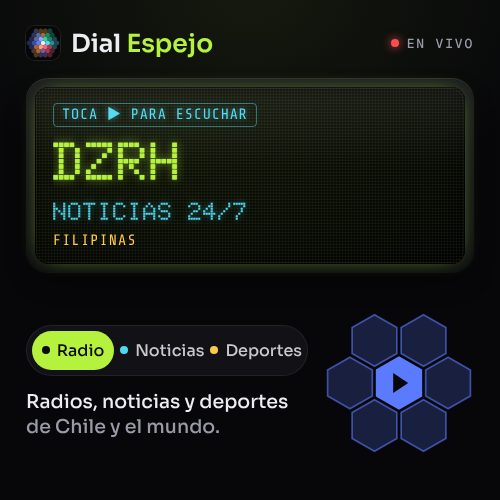 Dial Espejo
EN VIVO
TOCA ▶ PARA ESCUCHAR
DZRH
NOTICIAS 24/7
FILIPINAS
Radio Noticias Deportes
Radios, noticias y deportes
de Chile y el mundo.